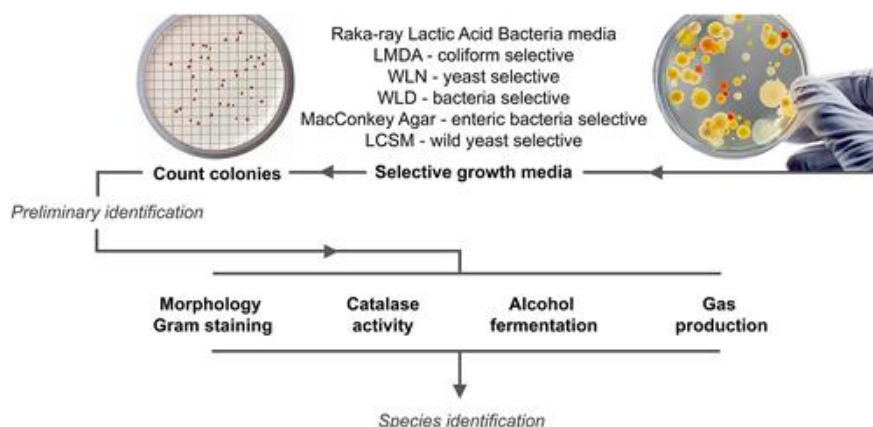 Raka-ray Lactic Acid Bacteria media
LMDA - coliform selective
WLN - yeast selective
WLD - bacteria selective
MacConkey Agar - enteric bacteria selective
LCSM - wild yeast selective
Count colonies
Selective growth media
Preliminary identification
Morphology
Gram staining
Catalase
activity
Alcohol
fermentation
Gas
production
Species identification